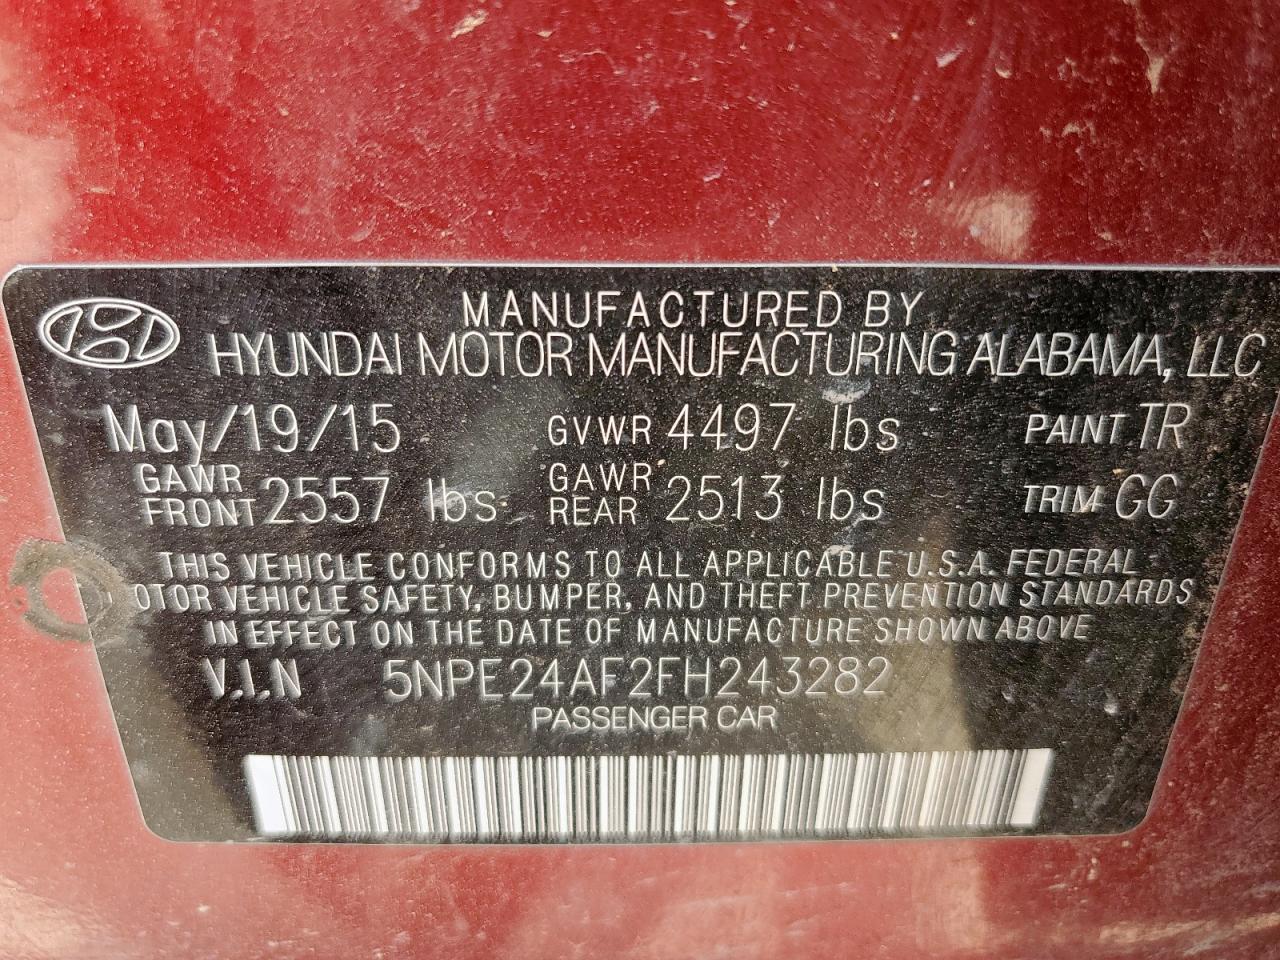 MANUFACTURED BY
HYUNDAI MOTOR MANUFACTURING ALABAMA, LLC
May/19/15 GVWR 4497 lbs PAINT TR
GAWR FRONT 2557 lbs GAWR REAR 2513 lbs TRIM GG
THIS VEHICLE CONFORMS TO ALL APPLICABLE U.S.A. FEDERAL
OTOR VEHICLE SAFETY, BUMPER, AND THEFT PREVENTION STANDARDS
IN EFFECT ON THE DATE OF MANUFACTURE SHOWN ABOVE
V.I.N 5NPE24AF2FH243282
PASSENGER CAR